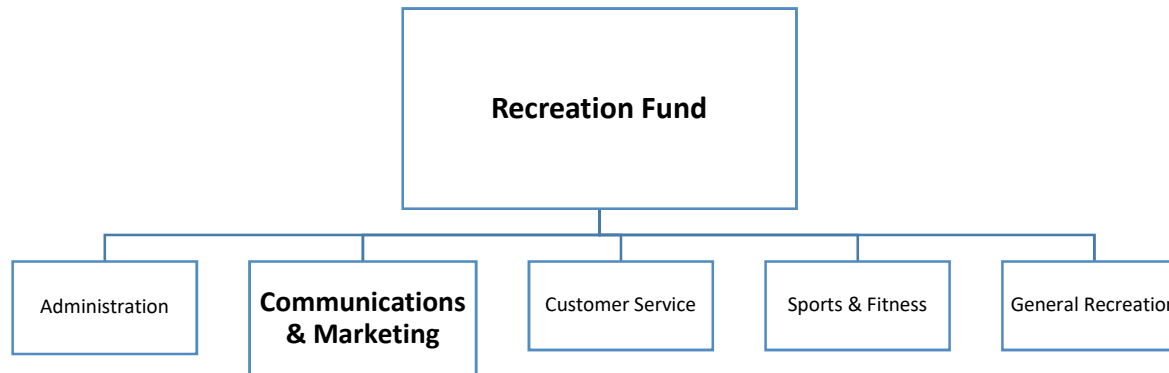 Recreation Fund
Administration
Communications
& Marketing
Customer Service
Sports & Fitness
General Recreation